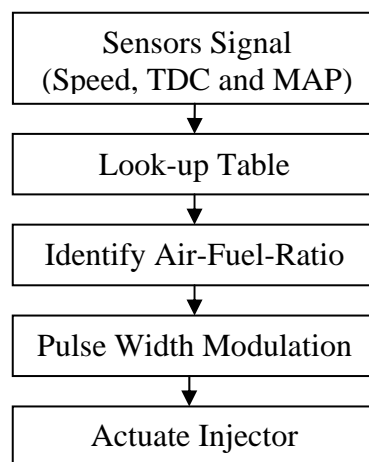 Sensors Signal
(Speed, TDC and MAP)
Look-up Table
Identify Air-Fuel-Ratio
Pulse Width Modulation
Actuate Injector